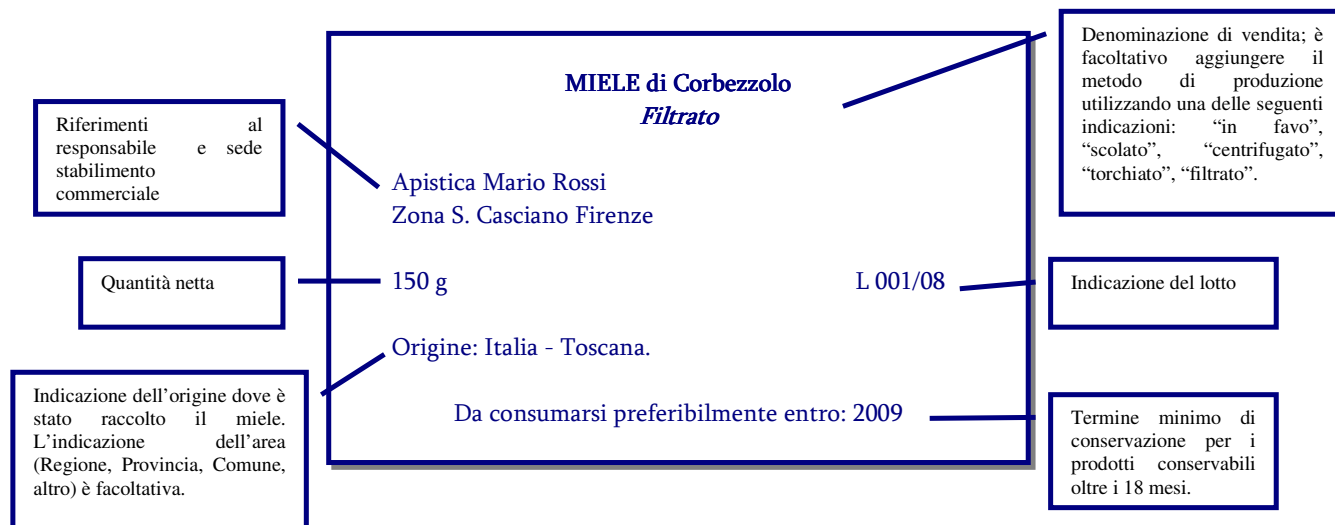 Denominazione di vendita; è
facoltativo aggiungere il
metodo di produzione
utilizzando una delle seguenti
indicazioni: “in favo”,
“scolato”, “centrifugato”,
“torchiato”, “filtrato”.
MIELE di Corbezzolo
Filtrato
Riferimenti al
responsabile e sede
stabilimento
commerciale
Apistica Mario Rossi
Zona S. Casciano Firenze
Quantità netta
150 g
L 001/08
Indicazione del lotto
Origine: Italia - Toscana.
Indicazione dell’origine dove è
stato raccolto il miele.
L’indicazione dell’area
(Regione, Provincia, Comune,
altro) è facoltativa.
Da consumarsi preferibilmente entro: 2009
Termine minimo di
conservazione per i
prodotti conservabili
oltre i 18 mesi.